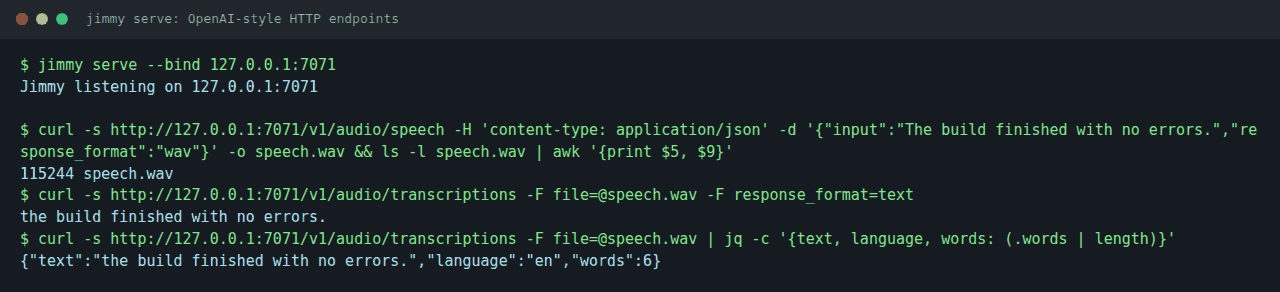 jimmy serve: OpenAI-style HTTP endpoints
$ jimmy serve --bind 127.0.0.1:7071
Jimmy listening on 127.0.0.1:7071
$ curl -s http://127.0.0.1:7071/v1/audio/speech -H 'content-type: application/json' -d '{"input":"The build finished with no errors.","re
sponse_format":"wav"}' -o speech.wav && ls -l speech.wav | awk '{print $5, $9}'
115244 speech.wav
$ curl -s http://127.0.0.1:7071/v1/audio/transcriptions -F file=@speech.wav -F response_format=text
the build finished with no errors.
$ curl -s http://127.0.0.1:7071/v1/audio/transcriptions -F file=@speech.wav | jq -c '{text, language, words: (.words | length)}'
{"text":"the build finished with no errors.","language":"en","words":6}